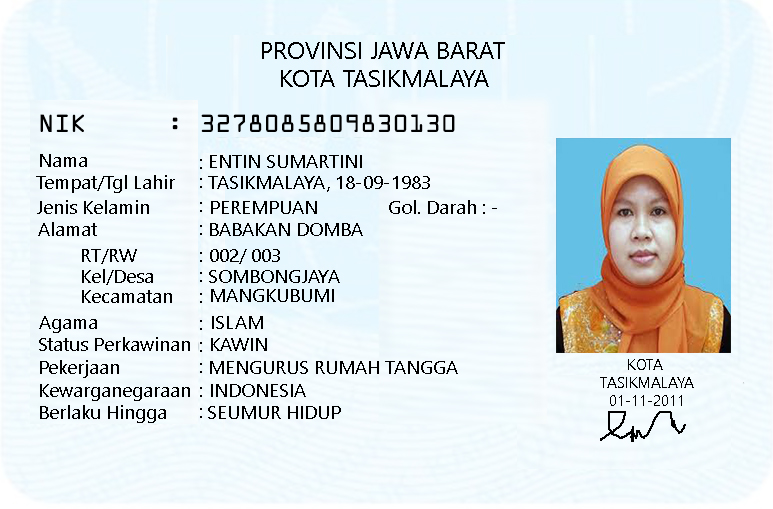 PROVINSI JAWA BARAT
KOTA TASIKMALAYA
NIK : 3278085809830130
Nama : ENTIN SUMARTINI
Tempat/Tgl Lahir : TASIKMALAYA, 18-09-1983
Jenis Kelamin : PEREMPUAN Gol. Darah : -
Alamat : BABAKAN DOMBA
RT/RW : 002/ 003
Kel/Desa : SOMBONGJAYA
Kecamatan : MANGKUBUMI
Agama : ISLAM
Status Perkawinan : KAWIN
Pekerjaan : MENGURUS RUMAH TANGGA
Kewarganegaraan : INDONESIA
Berlaku Hingga : SEUMUR HIDUP
KOTA
TASIKMALAYA
01-11-2011